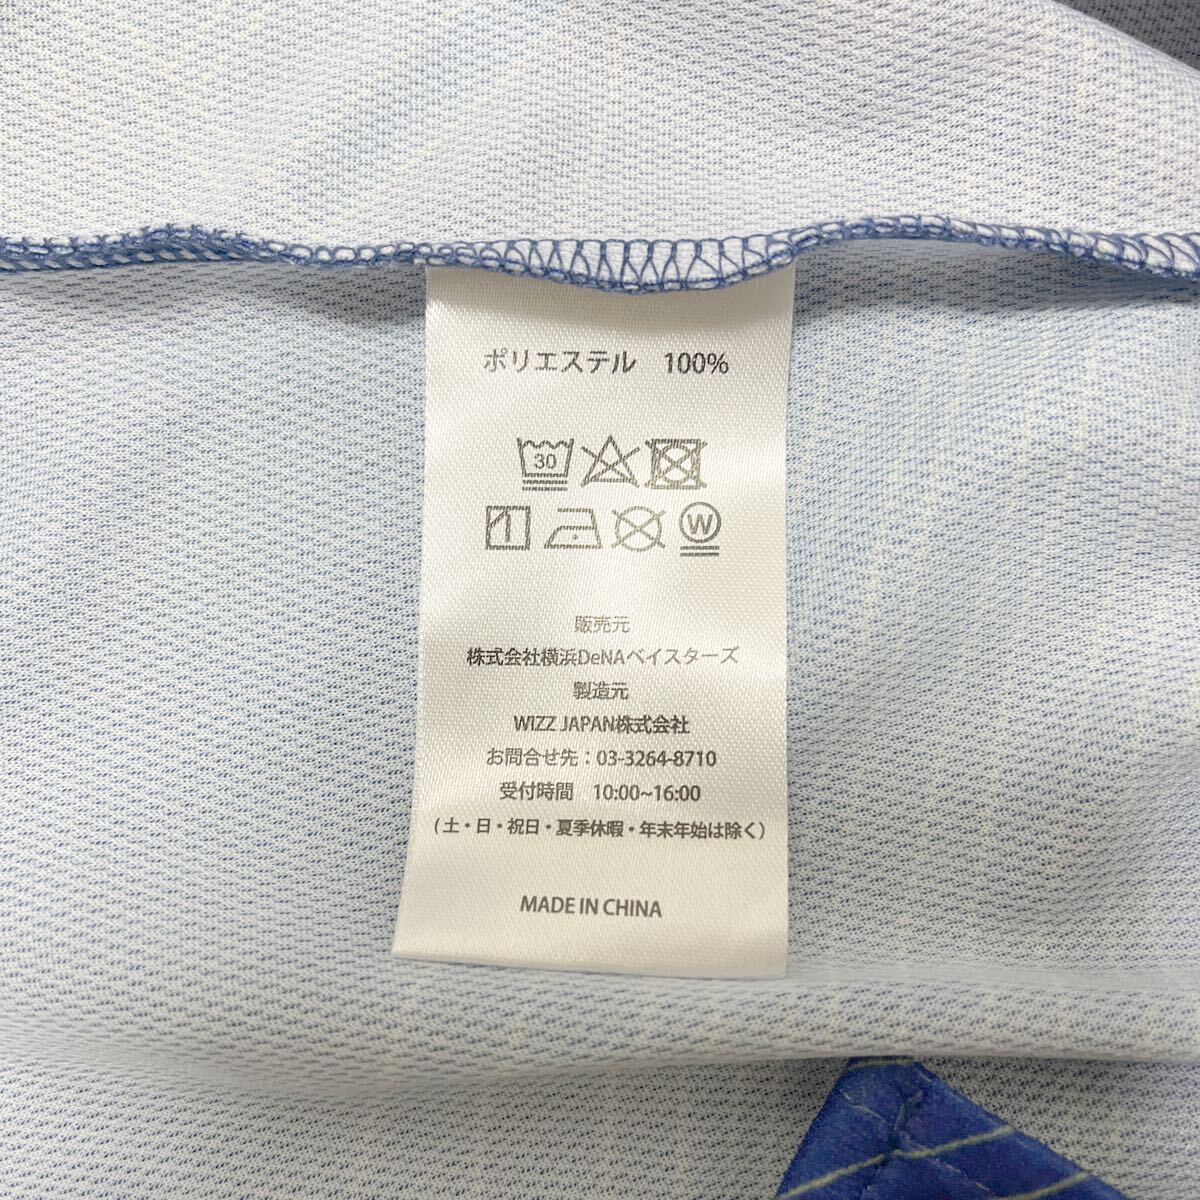 ポリエステル　100%
30
W
販売元
株式会社横浜DeNAベイスターズ
製造元
WIZZ JAPAN株式会社
お問合せ先：03-3264-8710
受付時間　10:00~16:00
(土・日・祝日・夏季休暇・年末年始は除く)
MADE IN CHINA